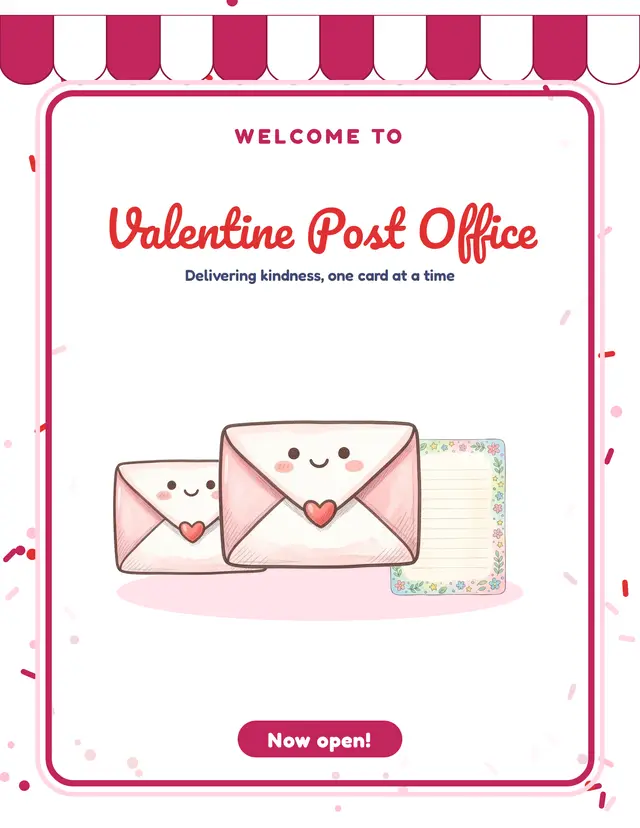 WELCOME TO
Valentine Post Office
Delivering kindness, one card at a time
Now open!